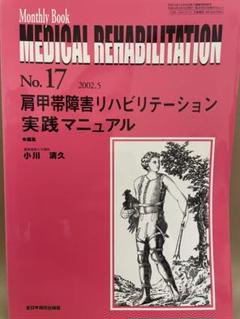 Monthly Book
MEDICAL REHABILITATION
No.17 2002.5
肩甲帯障害リハビリテーション
実践マニュアル
◆編集
小川 清久
全日本病院出版会